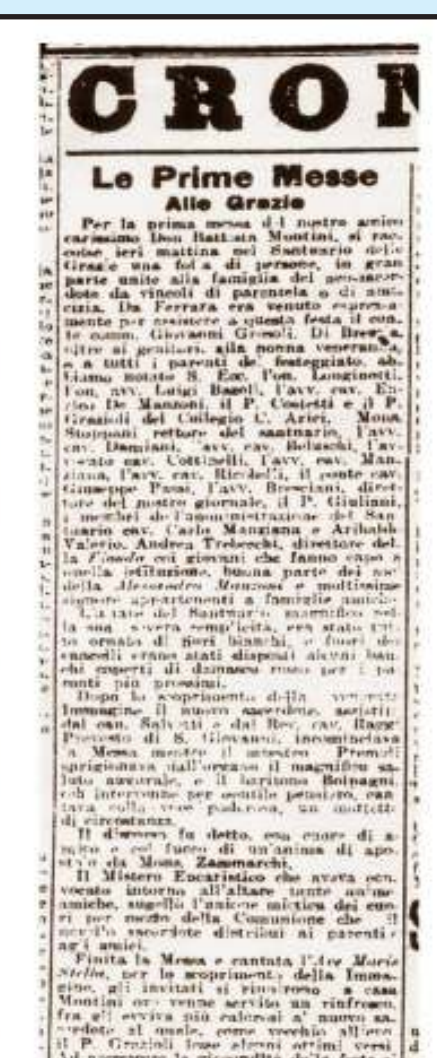 CRON
Le Prime Messe
Alle Grazie
Per la prima messa del nostro amico
carissimo Don Battista Montini, si rac-
colse ieri mattina nel Santuario delle
Grazie una folla di persone, in gran
parte unite alla famiglia del neo-sacer-
dote da vincoli di parentela o di ami-
cizia. Da Ferrara era venuto espressa-
mente per assistere a questa festa il con-
te comm. Giovanni Grosoli. Di Brescia,
oltre ai genitori, alla nonna veneranda,
e a tutti i parenti del festeggiato, ab-
biamo notato S. Ecc. l'on. Longinotti,
l'on. avv. Luigi Bazoli, l'avv. cav. En-
rico De Manzoni, il P. Costetti e il P.
Grazioli del Collegio C. Arici, Mons.
Stoppani rettore del santuario, l'avv.
cav. Damiani, avv. cav. Reluschi, l'av-
vocato cav. Cottinelli, l'avv. cav. Man-
ziana, l'avv. cav. Ricchelli, il conte cav.
Giuseppe Passi, l'avv. Bresciani, diret-
tore del nostro giornale, il P. Giuliani,
i membri de l'amministrazione del San-
tuario cav. Carlo Manziana e
Valerio, Andrea Trebeschi, direttore del-
la Fionda coi giovani che fanno capo a
quella istituzione, buona parte dei
della Alessandro Manzoni e moltissime
signore appartenenti a famiglie amiche.
L'altare del Santuario magnifico nel-
la sua severa semplicità, era stato tut-
to ornato di fiori bianchi, e fuori dei
cancelli erano stati disposti alcuni ban-
chi coperti di damasco rosso per i pa-
renti più prossimi.
Dopo lo scoprimento della venerata
Immagine il nuovo sacerdote, assistito
dal can. Salvetti e dal Rev. cav.
Prevosto di S. Giovanni, incominciava
la Messa mentre il maestro Premoli
sprigionava dall'organo il magnifico sa-
luto augurale, e il baritono Bolpagni,
intervenne per gentile pensiero, can-
tava colla voce poderosa, un mottetto
di circostanza.
Il discorso fu detto, con cuore di a-
mico e col fuoco di un'anima di apo-
stolo da Mons. Zammarchi.
Il Mistero Eucaristico che aveva con-
vocato intorno all'altare tante anime
amiche, suggellò l'unione mistica dei cuo-
ri per mezzo della Comunione che il
novello sacerdote distribuì ai parenti e
agli amici.
Finita la Messa e cantata l'Ave Maris
Stella, per lo scoprimento della Imma-
gine, gli invitati si riunirono a casa
Montini ove venne servito un rinfresco,
fra gli evviva più calorosi al nuovo sa-
cerdote al quale, come vecchio allievo
il P. Grazioli lesse alcuni ottimi versi